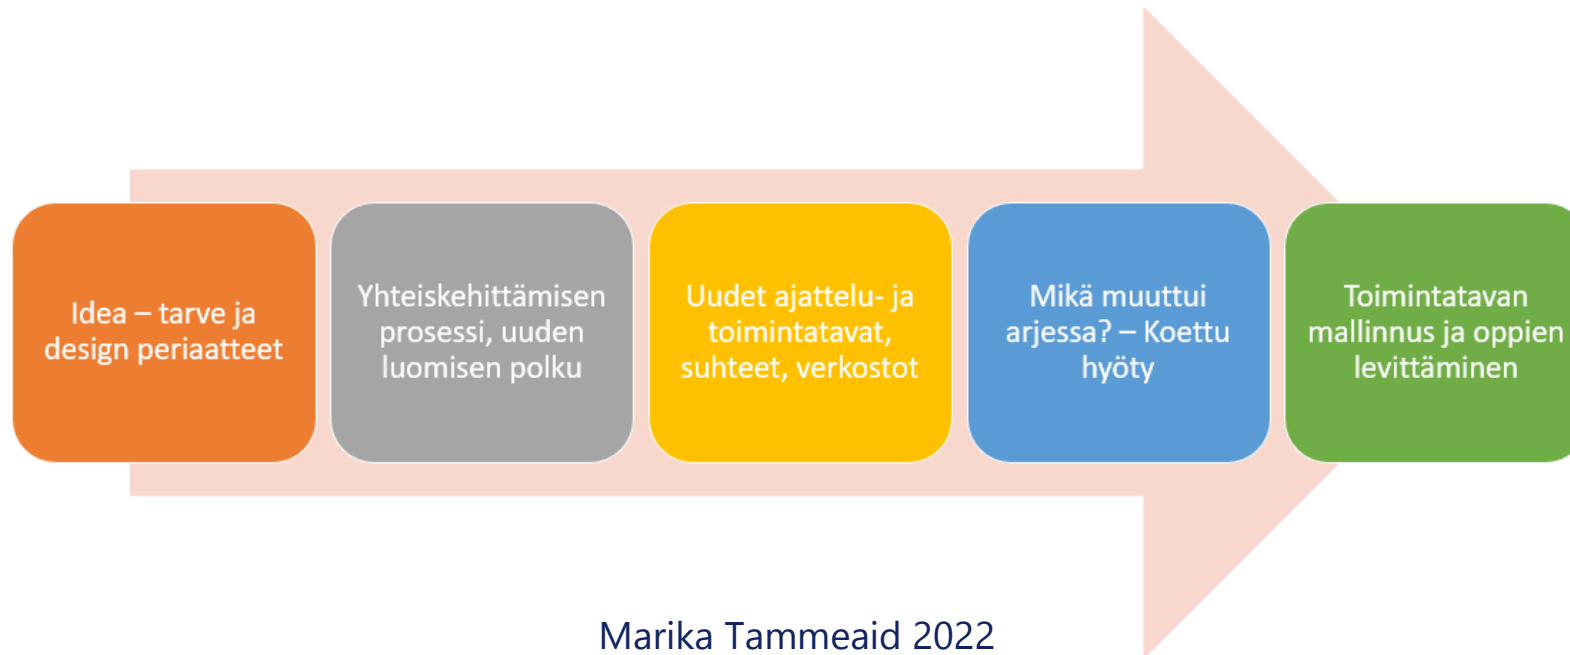 Idea – tarve ja
design periaatteet
Yhteiskehittämisen
prosessi, uuden
luomisen polku
Uudet ajattelu- ja
toimintatavat,
suhteet, verkostot
Mikä muuttui
arjessa? – Koettu
hyöty
Toimintatavan
mallinnus ja oppien
levittäminen
Marika Tammeaid 2022